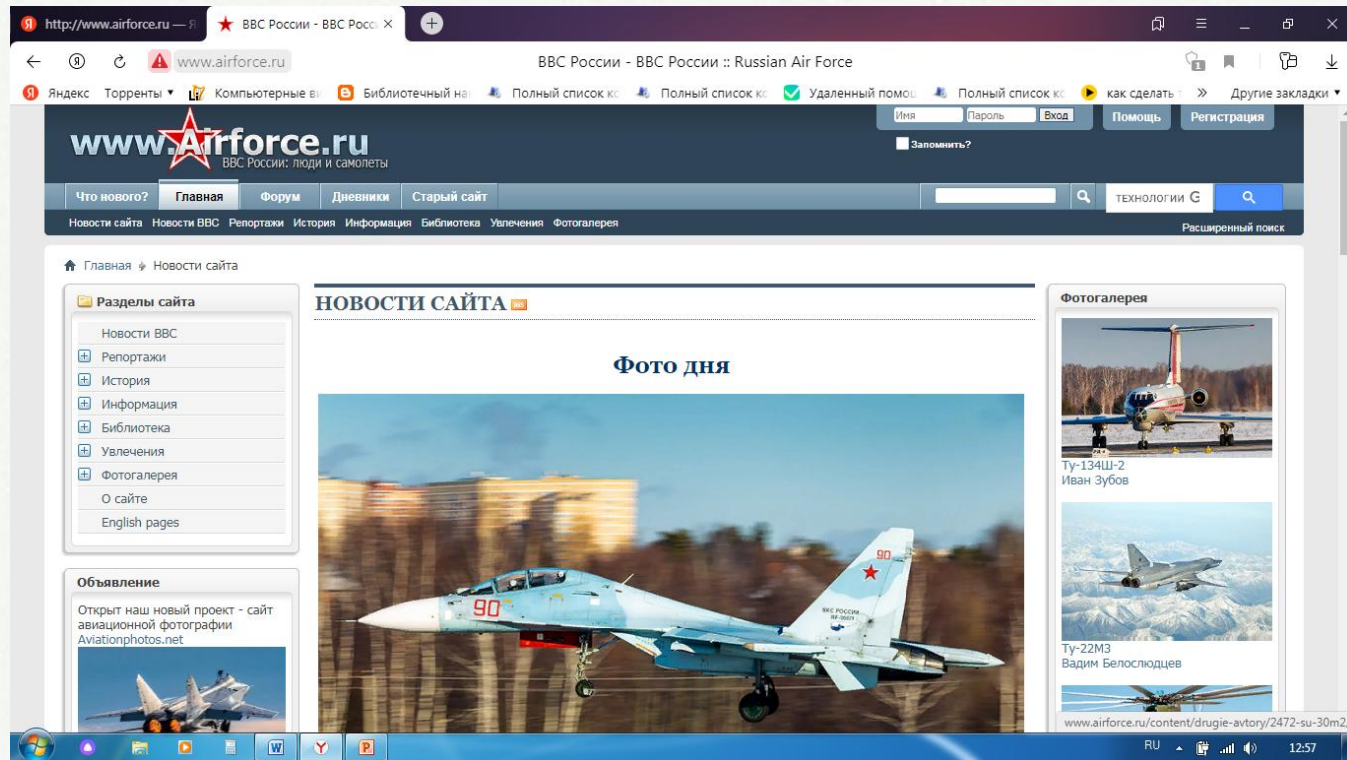 http://www.airforce.ru — Я
ВВС России - ВВС Росс
www.airforce.ru
ВВС России - ВВС России :: Russian Air Force
1
Яндекс Торренты Компьютерные Библиотечный Полный список Полный список Удаленный Полный список как сделать » Другие закладки
www.Airforce.ru
ВВС России: люди и самолеты
Имя Пароль Вход Помощь Регистрация
Запомнить?
Что нового? Главная Форум Дневники Старый сайт
технологии G
Новости сайта Новости ВВС Репортажи История Информация Библиотека Увлечения Фотогалерея
Расширенный поиск
Главная Новости сайта
Разделы сайта
Новости ВВС
Репортажи
История
Информация
Библиотека
Увлечения
Фотогалерея
О сайте
English pages
Объявление
Открыт наш новый проект - сайт
авиационной фотографии
Aviationphotos.net
НОВОСТИ САЙТА
Фото дня
90
90
ВКС РОССИИ
Фотогалерея
Ту-134Ш-2
Иван Зубов
Ту-22М3
Вадим Белослюдцев
www.airforce.ru/content/drugie-avtory/2472-su-30m2
RU 12:57